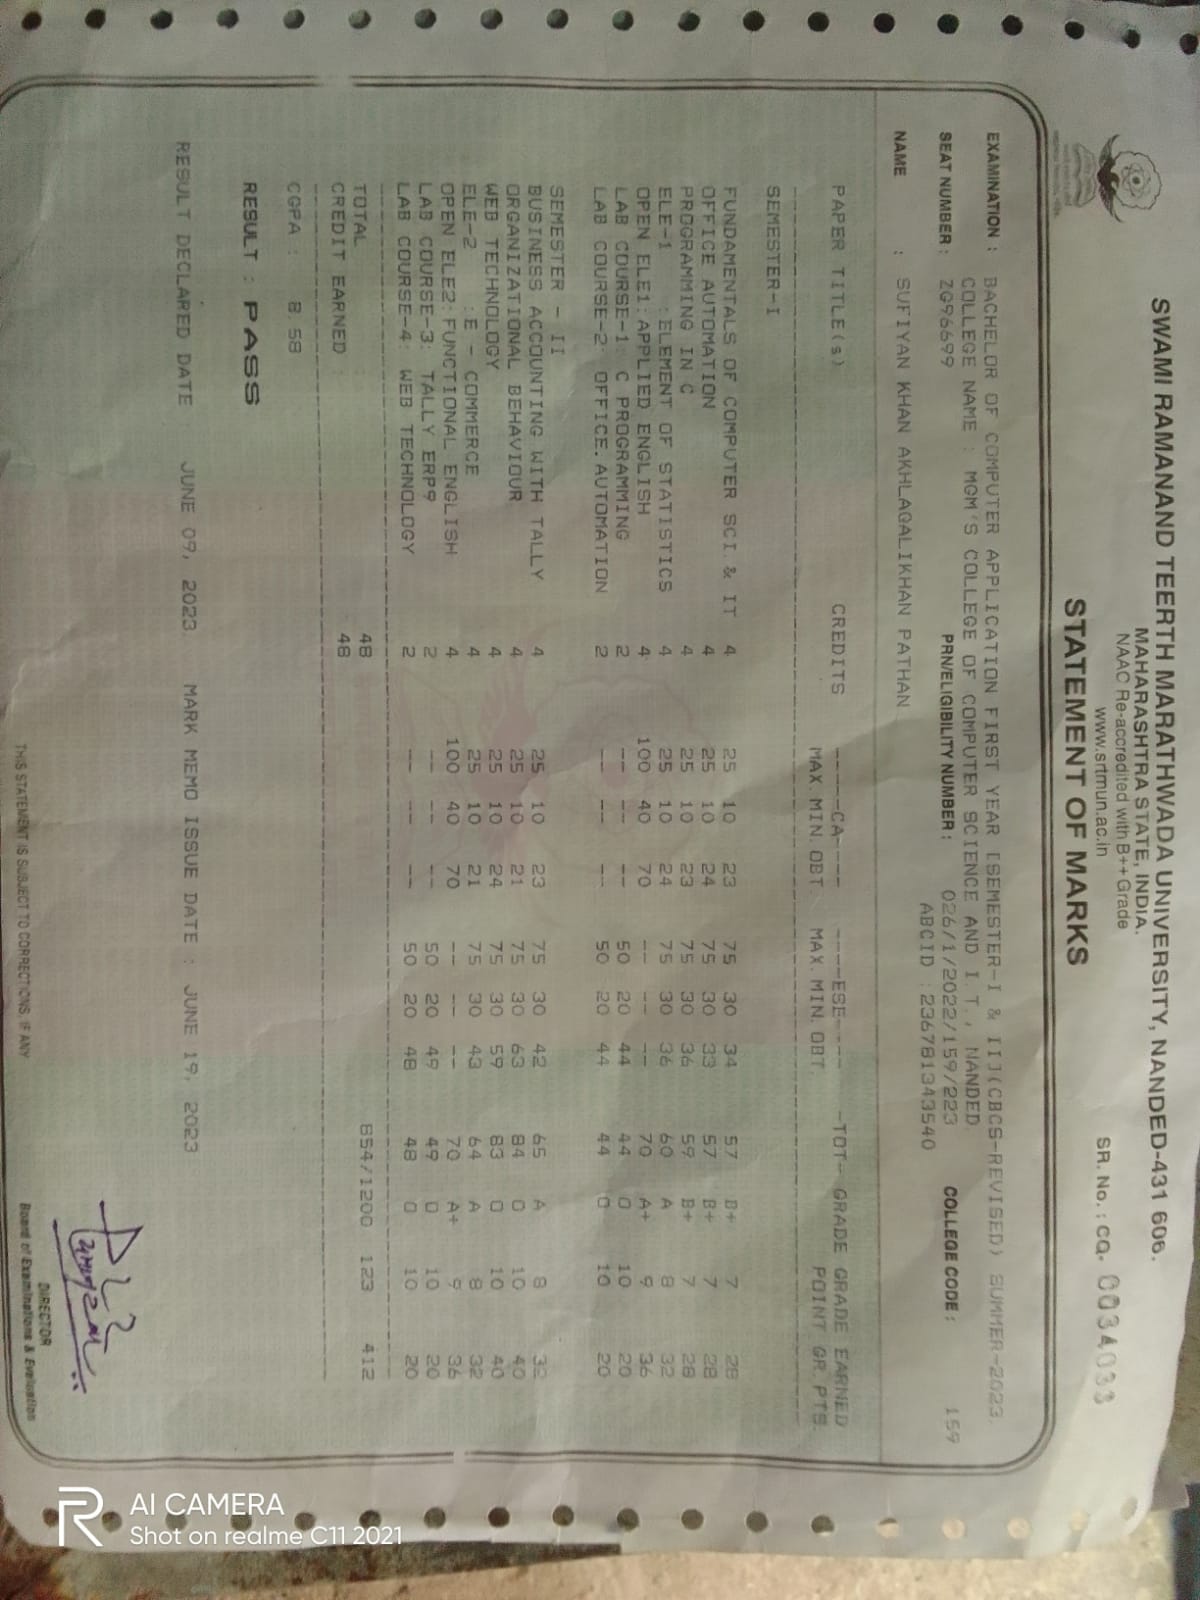 SWAMI RAMANAND TEERTH MARATHWADA UNIVERSITY, NANDED-431 606.
MAHARASHTRA STATE, INDIA.
NAAC Re-accredited with B++ Grade
www.srtmun.ac.in
SR. No. : CQ- 0034033
STATEMENT OF MARKS
EXAMINATION : BACHELOR OF COMPUTER APPLICATION FIRST YEAR [SEMESTER-I & II](CBCS-REVISED) SUMMER-2023.
COLLEGE NAME : MGM'S COLLEGE OF COMPUTER SCIENCE AND I.T., NANDED
SEAT NUMBER : ZG96699 PRN/ELIGIBILITY NUMBER : 026/1/2022/159/223 COLLEGE CODE : 159
ABCID : 236781343540
NAME : SUFIYAN KHAN AKHLAQALIKHAN PATHAN
PAPER TITLE(s) CREDITS -----CA---- ----ESE---- -TOT- GRADE GRADE EARNED
MAX. MIN. OBT. MAX. MIN. OBT. POINT GR. PTS.
SEMESTER-I
FUNDAMENTALS OF COMPUTER SCI. & IT 4 25 10 23 75 30 34 57 B+ 7 28
OFFICE AUTOMATION 4 25 10 24 75 30 33 57 B+ 7 28
PROGRAMMING IN C 4 25 10 23 75 30 36 59 B+ 7 28
ELE-1 : ELEMENT OF STATISTICS 4 25 10 24 75 30 36 60 A 8 32
OPEN ELE1: APPLIED ENGLISH 4 100 40 70 -- -- -- 70 A+ 9 36
LAB COURSE-1: C PROGRAMMING 2 -- -- -- 50 20 44 44 O 10 20
LAB COURSE-2: OFFICE. AUTOMATION 2 -- -- -- 50 20 44 44 O 10 20
SEMESTER - II
BUSINESS ACCOUNTING WITH TALLY 4 25 10 23 75 30 42 65 A 8 32
ORGANIZATIONAL BEHAVIOUR 4 25 10 21 75 30 63 84 O 10 40
WEB TECHNOLOGY 4 25 10 24 75 30 59 83 O 10 40
ELE-2 : E - COMMERCE 4 25 10 21 75 30 43 64 A 8 32
OPEN ELE2: FUNCTIONAL ENGLISH 4 100 40 70 -- -- -- 70 A+ 9 36
LAB COURSE-3: TALLY ERP9 2 -- -- -- 50 20 49 49 O 10 20
LAB COURSE-4: WEB TECHNOLOGY 2 -- -- -- 50 20 48 48 O 10 20
TOTAL : 48 854/1200 123 412
CREDIT EARNED : 48
CGPA : 8.58
RESULT : PASS
RESULT DECLARED DATE JUNE 09, 2023. MARK MEMO ISSUE DATE : JUNE 19, 2023
DIRECTOR
Board of Examinations & Evaluation
THIS STATEMENT IS SUBJECT TO CORRECTIONS, IF ANY
AI CAMERA
Shot on realme C11 2021